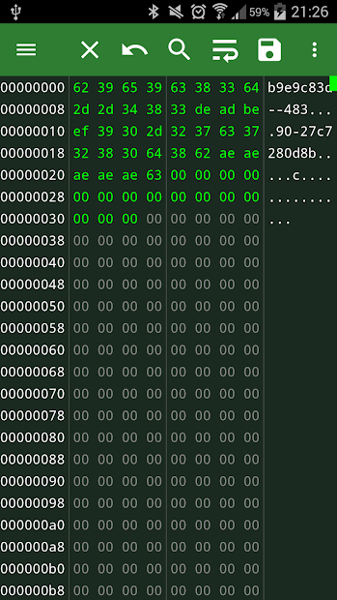 59% 21:26
00000000 62 39 65 39 63 38 33 64 b9e9c83d
00000008 2d 2d 34 38 33 de ad be --483...
00000010 ef 39 30 2d 32 37 63 37 .90-27c7
00000018 32 38 30 64 38 62 ae ae 280d8b..
00000020 ae ae ae 63 00 00 00 00 ...c....
00000028 00 00 00 00 00 00 00 00 ........
00000030 00 00 00 00 00 00 00 00 ...
00000038 00 00 00 00 00 00 00 00
00000040 00 00 00 00 00 00 00 00
00000048 00 00 00 00 00 00 00 00
00000050 00 00 00 00 00 00 00 00
00000058 00 00 00 00 00 00 00 00
00000060 00 00 00 00 00 00 00 00
00000068 00 00 00 00 00 00 00 00
00000070 00 00 00 00 00 00 00 00
00000078 00 00 00 00 00 00 00 00
00000080 00 00 00 00 00 00 00 00
00000088 00 00 00 00 00 00 00 00
00000090 00 00 00 00 00 00 00 00
00000098 00 00 00 00 00 00 00 00
000000a0 00 00 00 00 00 00 00 00
000000a8 00 00 00 00 00 00 00 00
000000b0 00 00 00 00 00 00 00 00
000000b8 00 00 00 00 00 00 00 00